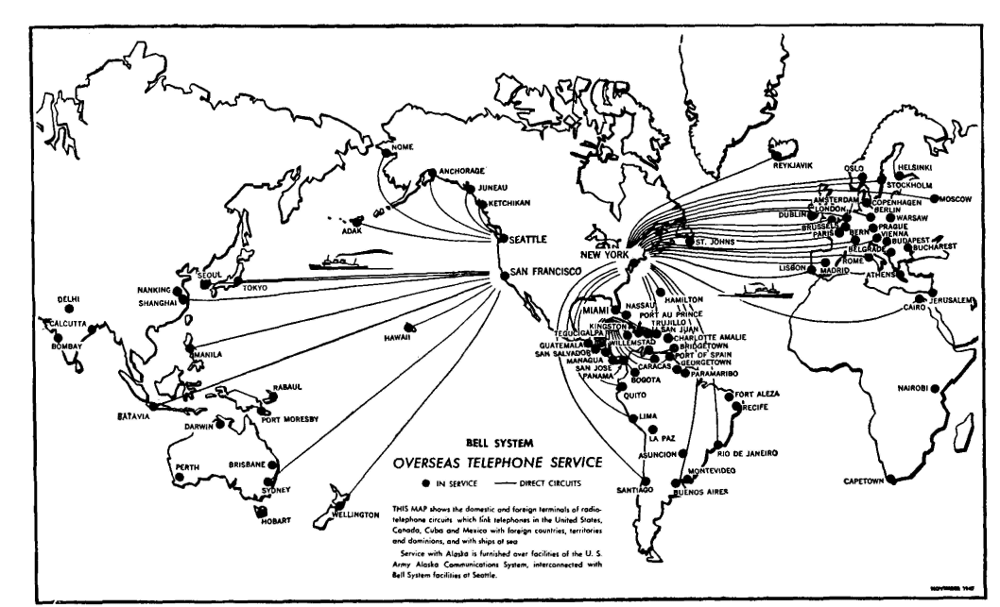 NOME
ANCHORAGE
JUNEAU
KETCHIKAN
ADAK
SEATTLE
SAN FRANCISCO
SEOUL
TOKYO
NANKING
SHANGHAI
DELHI
CALCUTTA
BOMBAY
MANILA
HAWAII
BATAVIA
RABAUL
PORT MORESBY
DARWIN
PERTH
BRISBANE
SYDNEY
HOBART
WELLINGTON
REYKJAVIK
OSLO
HELSINKI
STOCKHOLM
MOSCOW
AMSTERDAM
COPENHAGEN
LONDON
BERLIN
DUBLIN
WARSAW
BRUSSELS
PRAGUE
PARIS
BERN
VIENNA
BUDAPEST
BELGRADE
BUCHAREST
ROME
LISBON
MADRID
ATHENS
JERUSALEM
CAIRO
NAIROBI
CAPETOWN
ST. JOHNS
NEW YORK
HAMILTON
MIAMI
NASSAU
PORT AU PRINCE
KINGSTON
TRUJILLO
SAN JUAN
TEGUCIGALPA
CHARLOTTE AMALIE
GUATEMALA
WILLEMSTAD
BRIDGETOWN
SAN SALVADOR
PORT OF SPAIN
MANAGUA
CARACAS
GEORGETOWN
SAN JOSE
PARAMARIBO
PANAMA
BOGOTA
QUITO
FORT ALEZA
RECIFE
LIMA
LA PAZ
ASUNCION
RIO DE JANEIRO
MONTEVIDEO
SANTIAGO
BUENOS AIRES
BELL SYSTEM
OVERSEAS TELEPHONE SERVICE
IN SERVICE
DIRECT CIRCUITS
THIS MAP shows the domestic and foreign terminals of radio-
telephone circuits which link telephones in the United States,
Canada, Cuba and Mexico with foreign countries, territories
and dominions, and with ships at sea
Service with Alaska is furnished over facilities of the U. S.
Army Alaska Communications System, interconnected with
Bell System facilities at Seattle.
NOVEMBER 1947